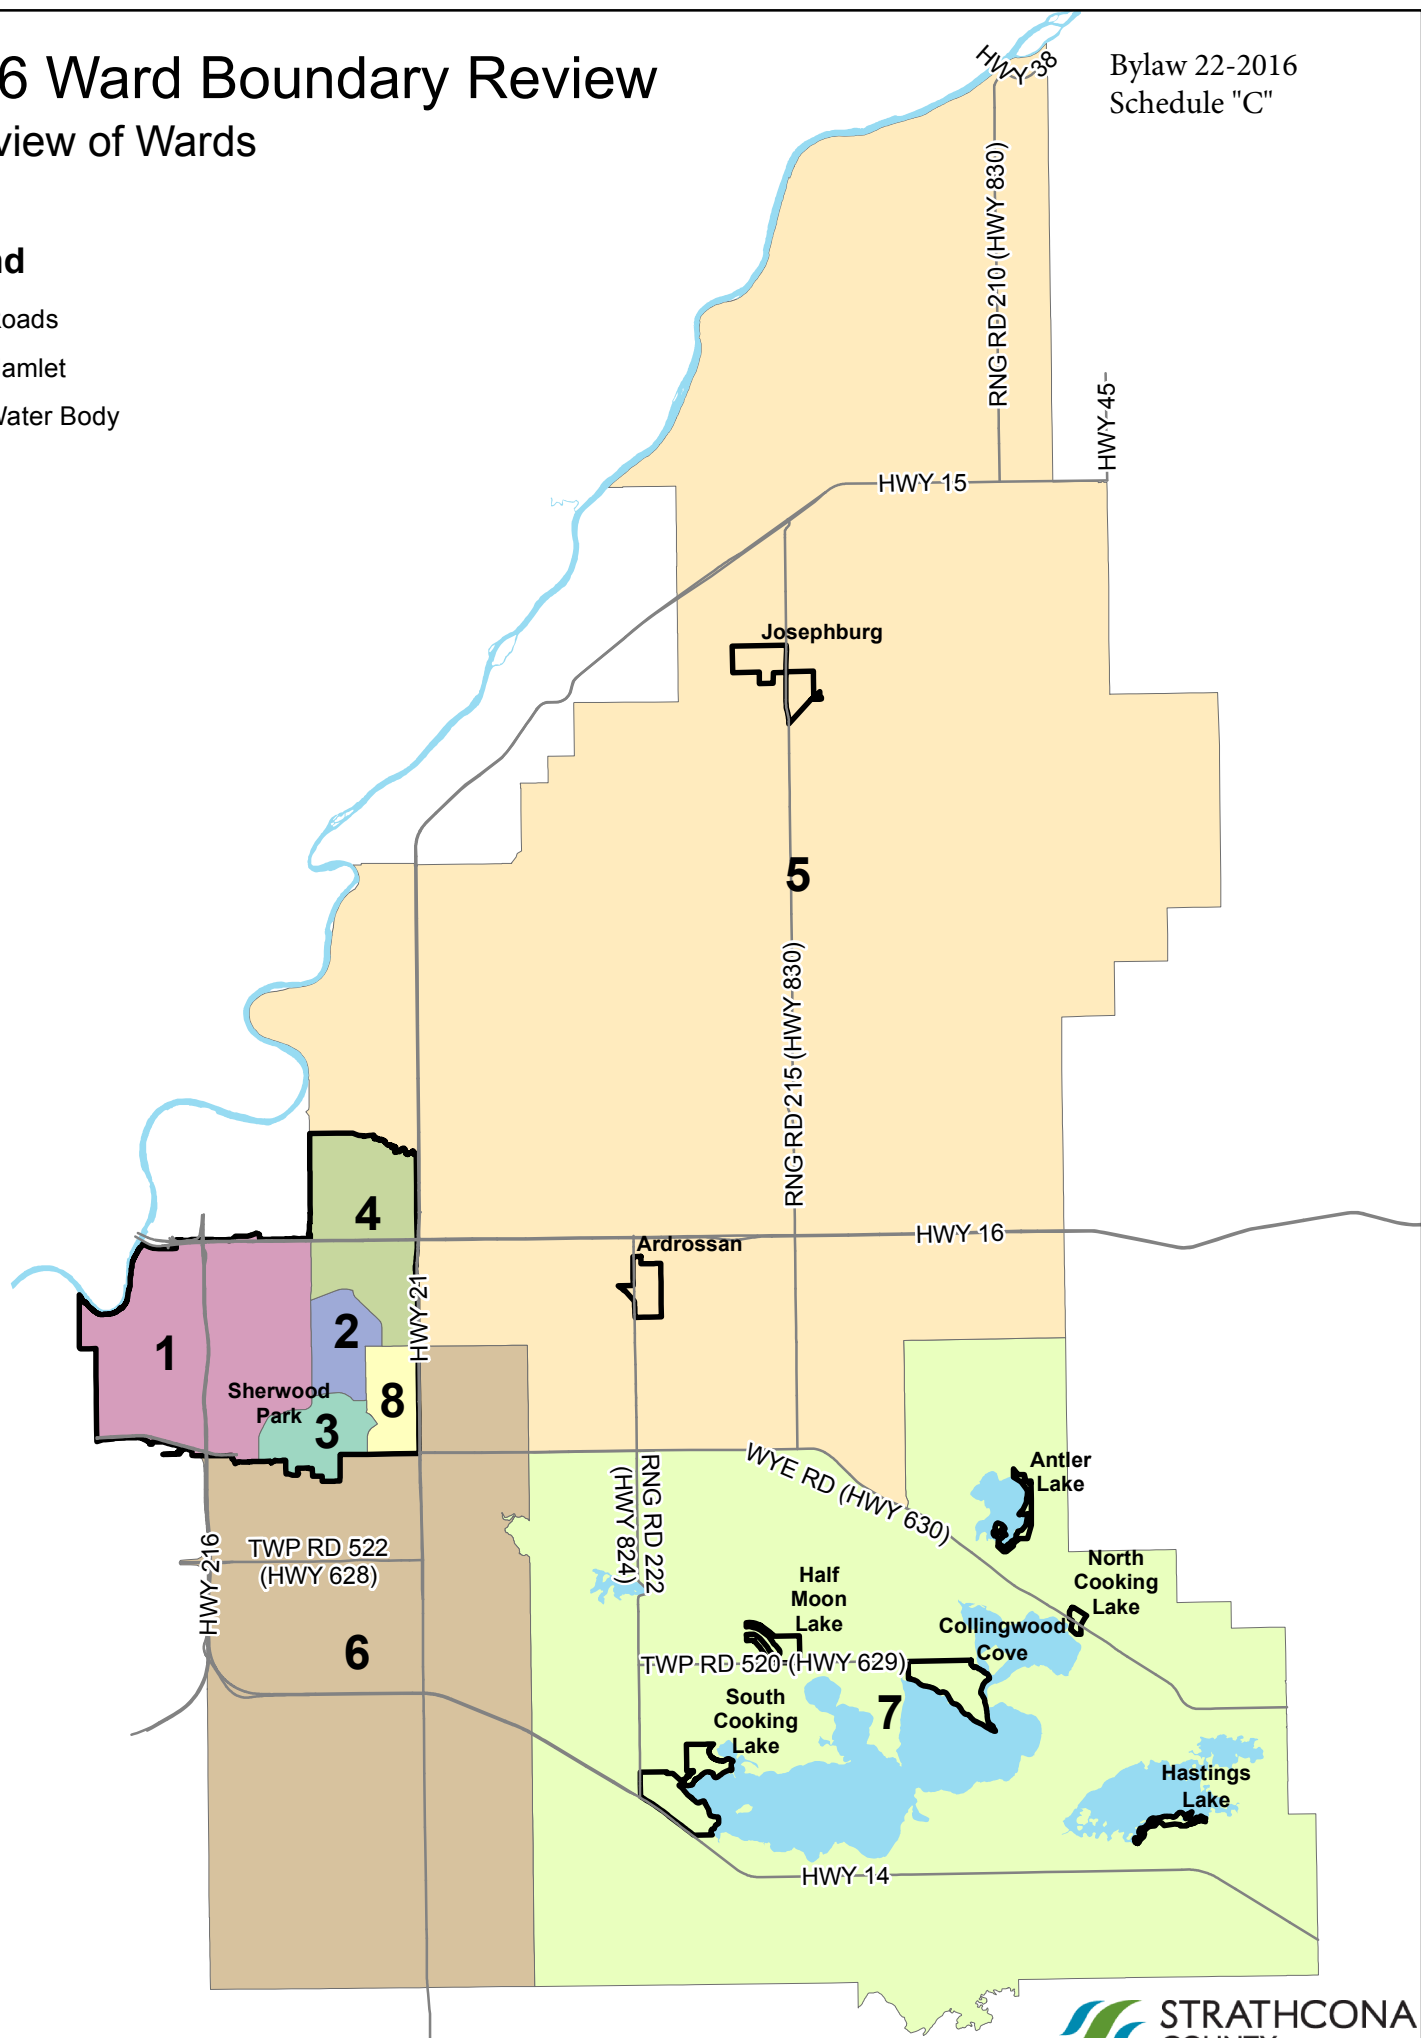 6 Ward Boundary Review
view of Wards
Bylaw 22-2016
Schedule "C"
HWY 38
RNG RD 210 (HWY 830)
HWY 45
HWY 15
Josephburg
5
RNG RD 215 (HWY 830)
4
HWY 16
Ardrossan
HWY 21
2
1
8
Sherwood
Park
3
Antler
Lake
WYE RD (HWY 630)
RNG RD 222
(HWY 824)
HWY 216
TWP RD 522
(HWY 628)
North
Cooking
Lake
Half
Moon
Lake
Collingwood
Cove
6
TWP RD 520 (HWY 629)
7
South
Cooking
Lake
Hastings
Lake
HWY 14
oads
amlet
Water Body
STRATHCONA
COUNTY